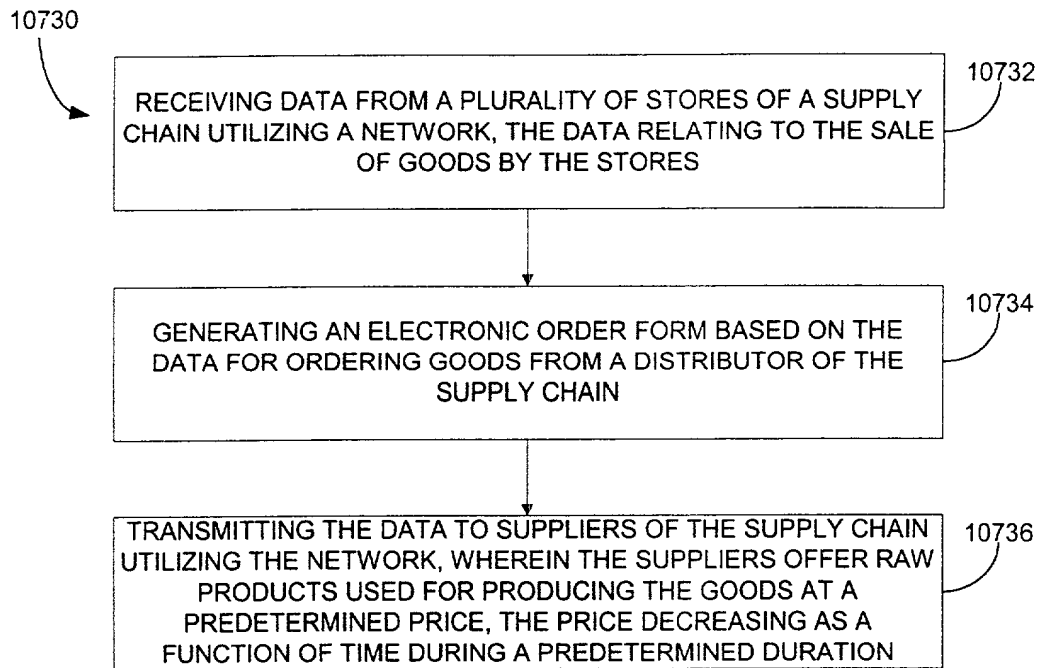 10730
10732
RECEIVING DATA FROM A PLURALITY OF STORES OF A SUPPLY
CHAIN UTILIZING A NETWORK, THE DATA RELATING TO THE SALE
OF GOODS BY THE STORES
10734
GENERATING AN ELECTRONIC ORDER FORM BASED ON THE
DATA FOR ORDERING GOODS FROM A DISTRIBUTOR OF THE
SUPPLY CHAIN
10736
TRANSMITTING THE DATA TO SUPPLIERS OF THE SUPPLY CHAIN
UTILIZING THE NETWORK, WHEREIN THE SUPPLIERS OFFER RAW
PRODUCTS USED FOR PRODUCING THE GOODS AT A
PREDETERMINED PRICE, THE PRICE DECREASING AS A
FUNCTION OF TIME DURING A PREDETERMINED DURATION